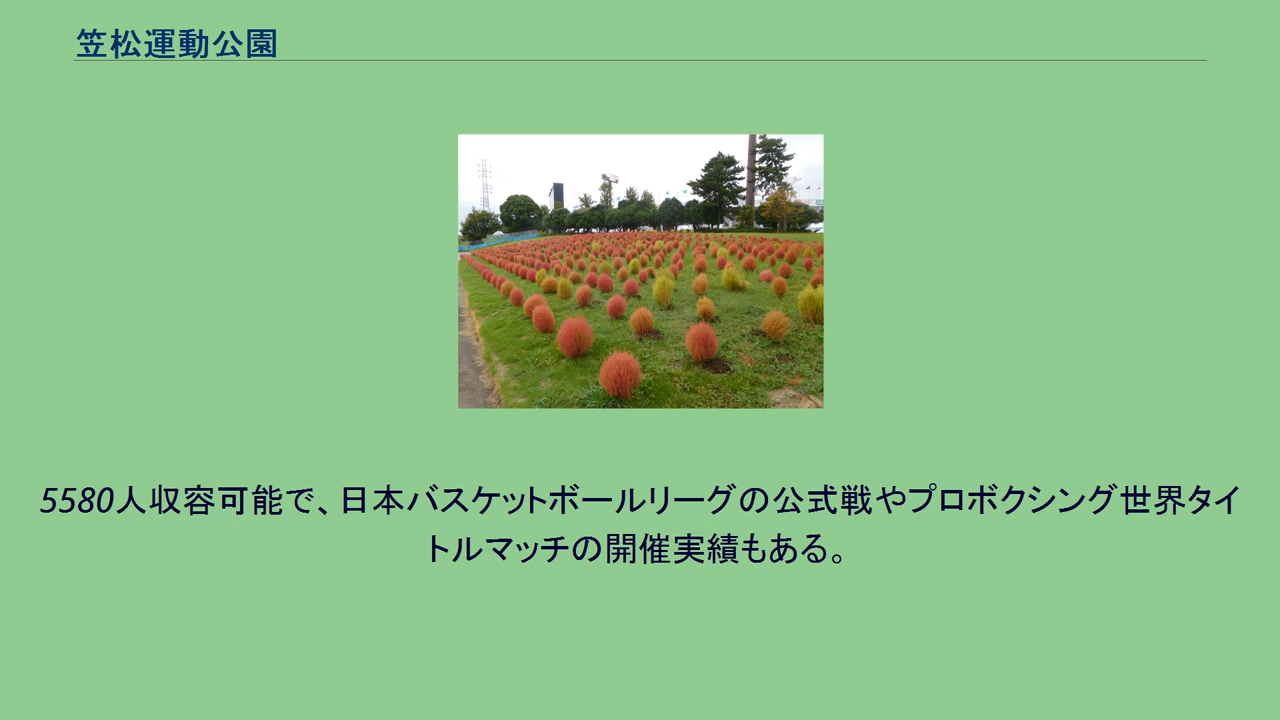 笠松運動公園
5580人収容可能で、日本バスケットボールリーグの公式戦やプロボクシング世界タイ
トルマッチの開催実績もある。